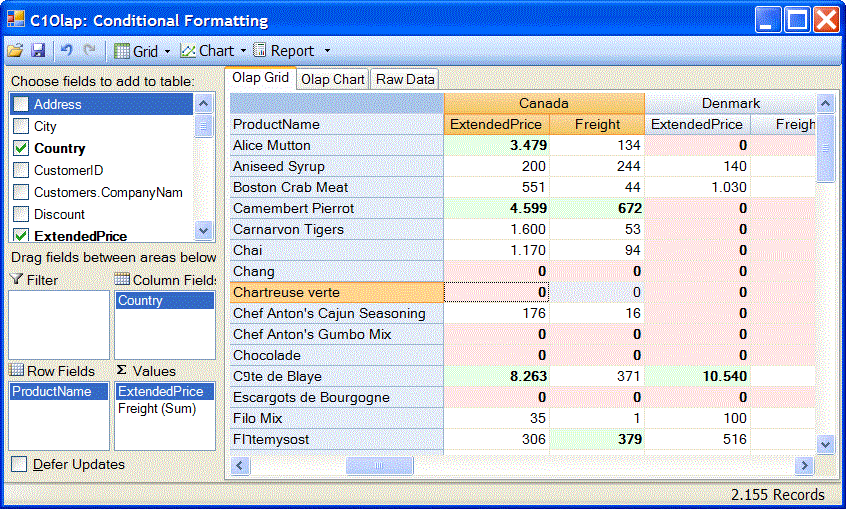 C1Olap: Conditional Formatting
Grid Chart Report
Choose fields to add to table:
Address
City
Country
CustomerID
Customers.CompanyNam
Discount
ExtendedPrice
Drag fields between areas below
Filter Column Fields
Country
Row Fields Σ Values
ProductName ExtendedPrice
Freight (Sum)
Defer Updates
Olap Grid Olap Chart Raw Data
Canada Denmark
ProductName ExtendedPrice Freight ExtendedPrice Freigh
Alice Mutton 3.479 134 0
Aniseed Syrup 200 244 140
Boston Crab Meat 551 44 1.030
Camembert Pierrot 4.599 672 0
Carnarvon Tigers 1.600 53 0
Chai 1.170 94 0
Chang 0 0 0
Chartreuse verte 0 0 0
Chef Anton's Cajun Seasoning 176 16 0
Chef Anton's Gumbo Mix 0 0 0
Chocolade 0 0 0
Cפte de Blaye 8.263 371 10.540
Escargots de Bourgogne 0 0 0
Filo Mix 35 1 100
Flרtemysost 306 379 516
2.155 Records